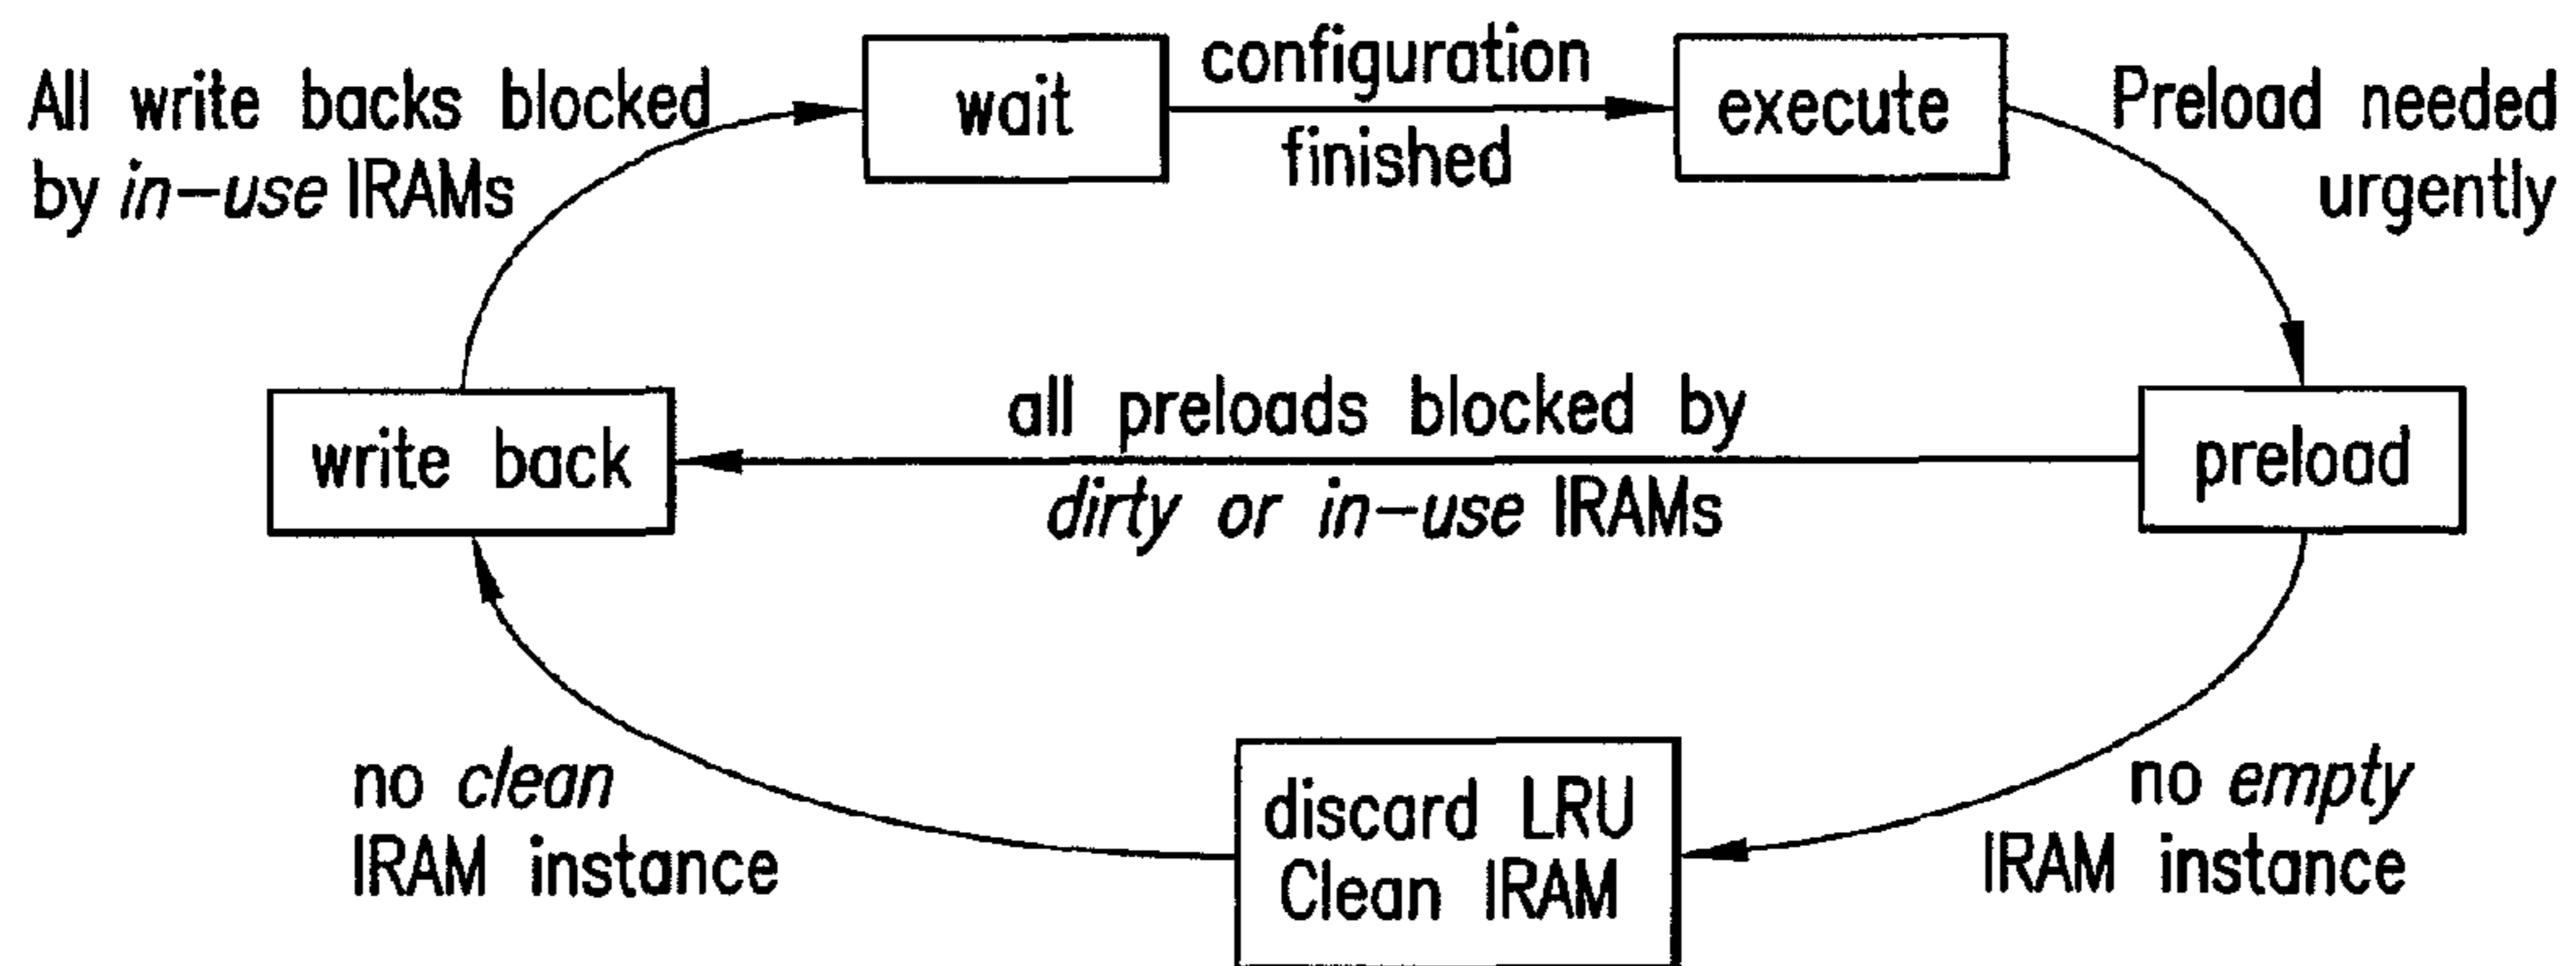 All write backs blocked
by in-use IRAMs
wait
configuration
finished
execute
Preload needed
urgently
write back
all preloads blocked by
dirty or in-use IRAMs
preload
no clean
IRAM instance
discard LRU
Clean IRAM
no empty
IRAM instance